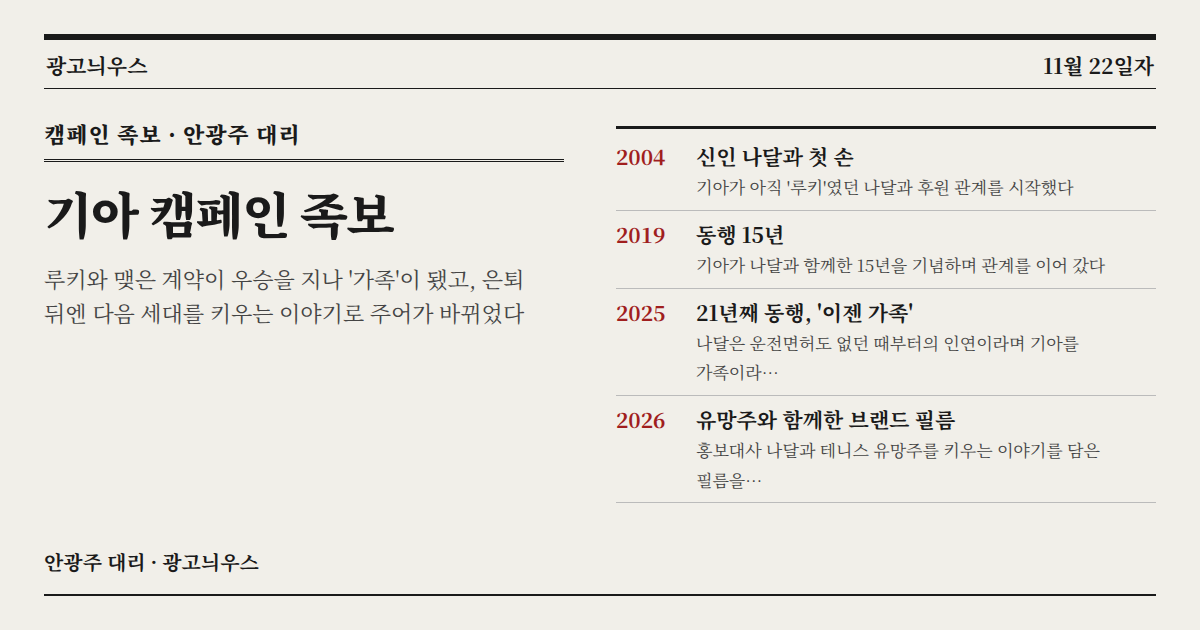 광고늬우스
11월 22일자
캠페인 족보 · 안광주 대리
기아 캠페인 족보
루키와 맺은 계약이 우승을 지나 '가족'이 됐고, 은퇴
뒤엔 다음 세대를 키우는 이야기로 주어가 바뀌었다
2004
신인 나달과 첫 손
기아가 아직 '루키'였던 나달과 후원 관계를 시작했다
2019
동행 15년
기아가 나달과 함께한 15년을 기념하며 관계를 이어 갔다
2025
21년째 동행, '이젠 가족'
나달은 운전면허도 없던 때부터의 인연이라며 기아를
가족이라…
2026
유망주와 함께한 브랜드 필름
홍보대사 나달과 테니스 유망주를 키우는 이야기를 담은
필름을…
안광주 대리 · 광고늬우스